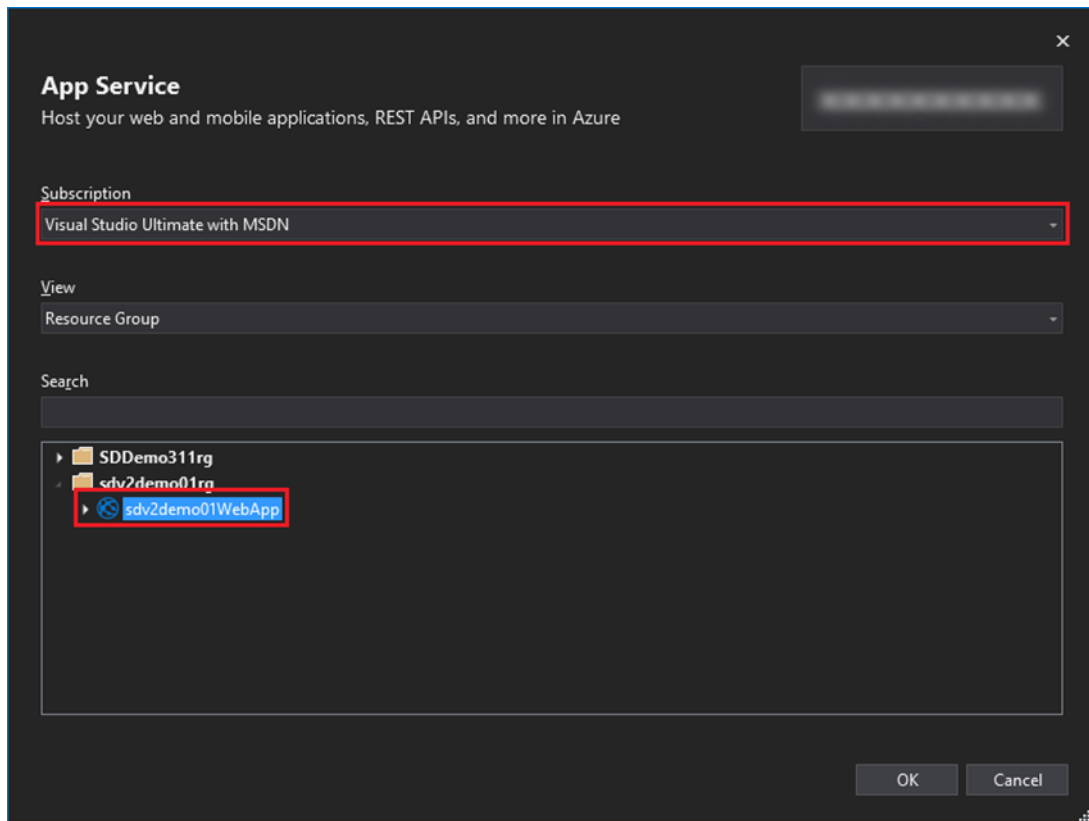 App Service
Host your web and mobile applications, REST APIs, and more in Azure
Subscription
Visual Studio Ultimate with MSDN
View
Resource Group
Search
SDDemo311rg
sdv2demo01rg
sdv2demo01WebApp
OK
Cancel